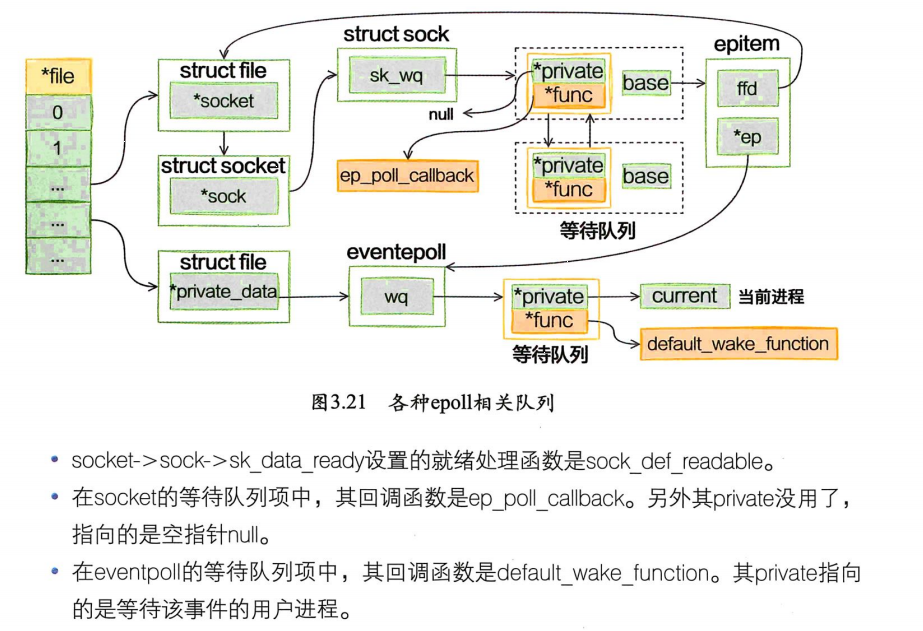 *file
0
1
...
...
...
struct file
*socket
struct socket
*sock
struct sock
sk_wq
null
ep_poll_callback
*private
*func
base
*private
*func
base
等待队列
epitem
ffd
*ep
struct file
*private_data
eventepoll
wq
*private
*func
等待队列
current
当前进程
default_wake_function
图3.21 各种epoll相关队列
• socket->sock->sk_data_ready设置的就绪处理函数是sock_def_readable。
• 在socket的等待队列项中，其回调函数是ep_poll_callback。另外其private没用了，
指向的是空指针null。
• 在eventpoll的等待队列项中，其回调函数是default_wake_function。其private指向
的是等待该事件的用户进程。